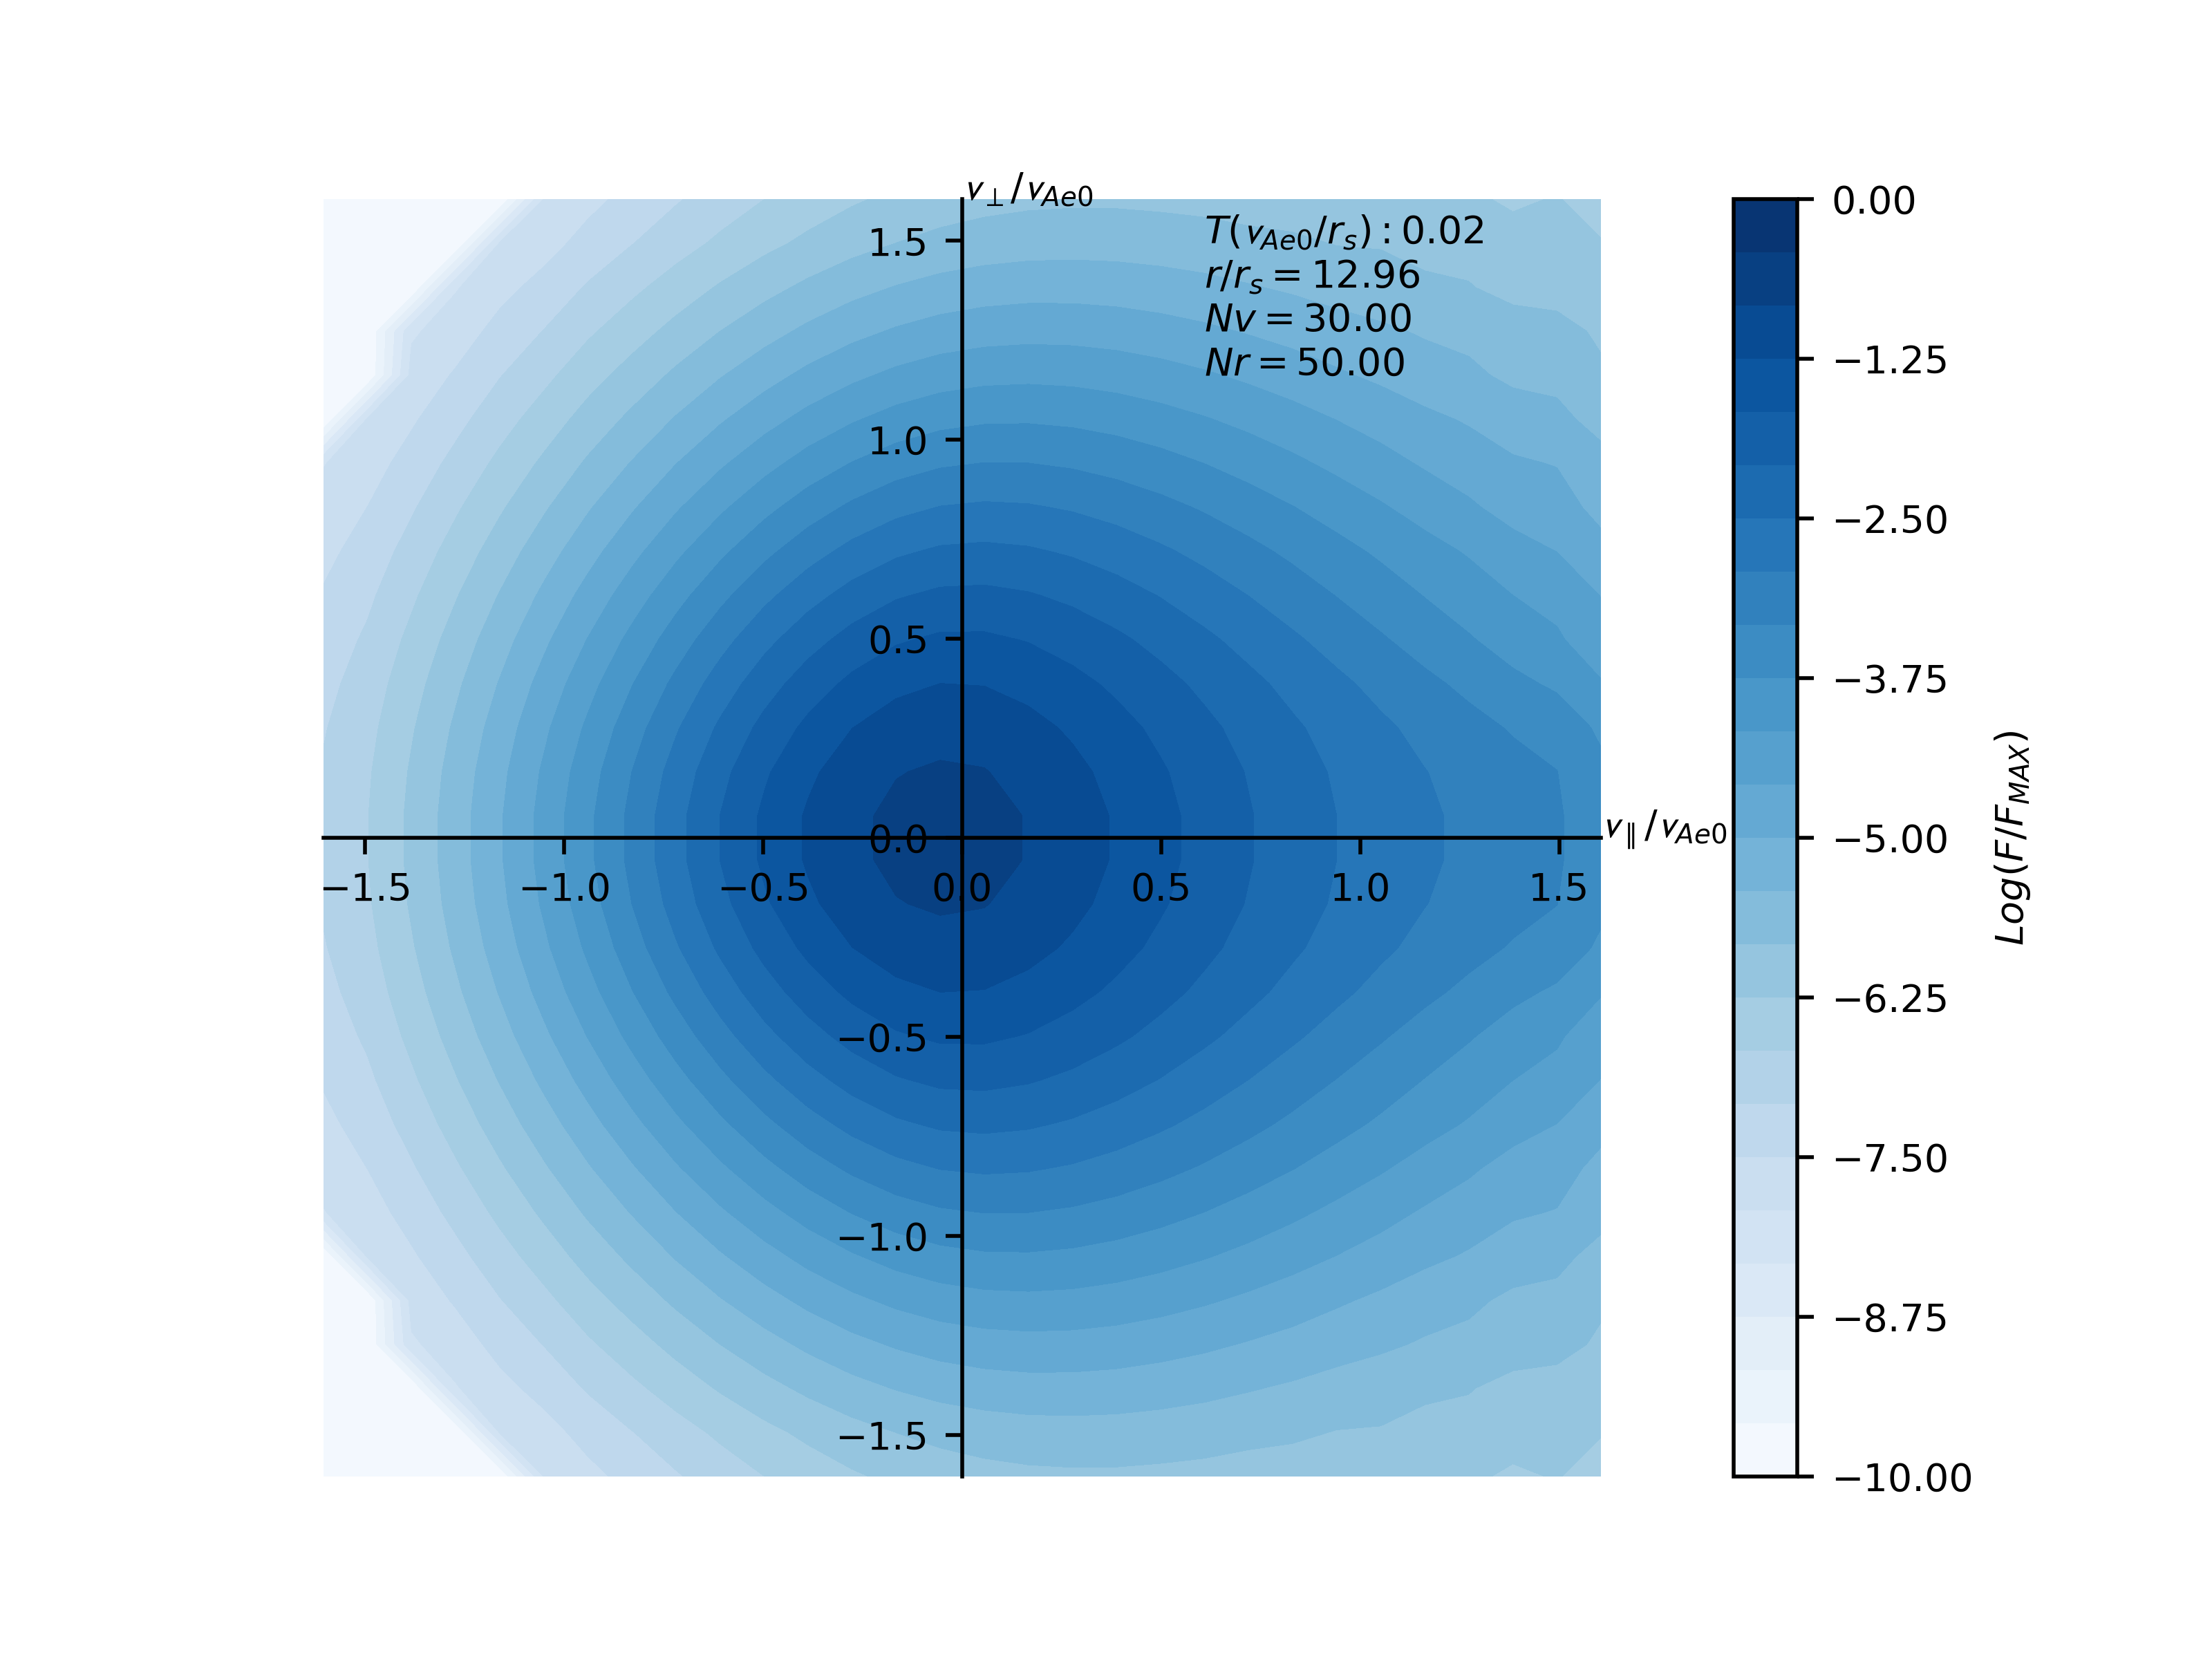 v⊥/vAe0
T(vAe0/rs):0.02
r/rs=12.96
Nv=30.00
Nr=50.00
1.5
1.0
0.5
0.0
−0.5
−1.0
−1.5
−1.5 −1.0 −0.5 0.0 0.5 1.0 1.5
v∥/vAe0
0.00
−1.25
−2.50
−3.75
−5.00
−6.25
−7.50
−8.75
−10.00
Log(F/FMAX)